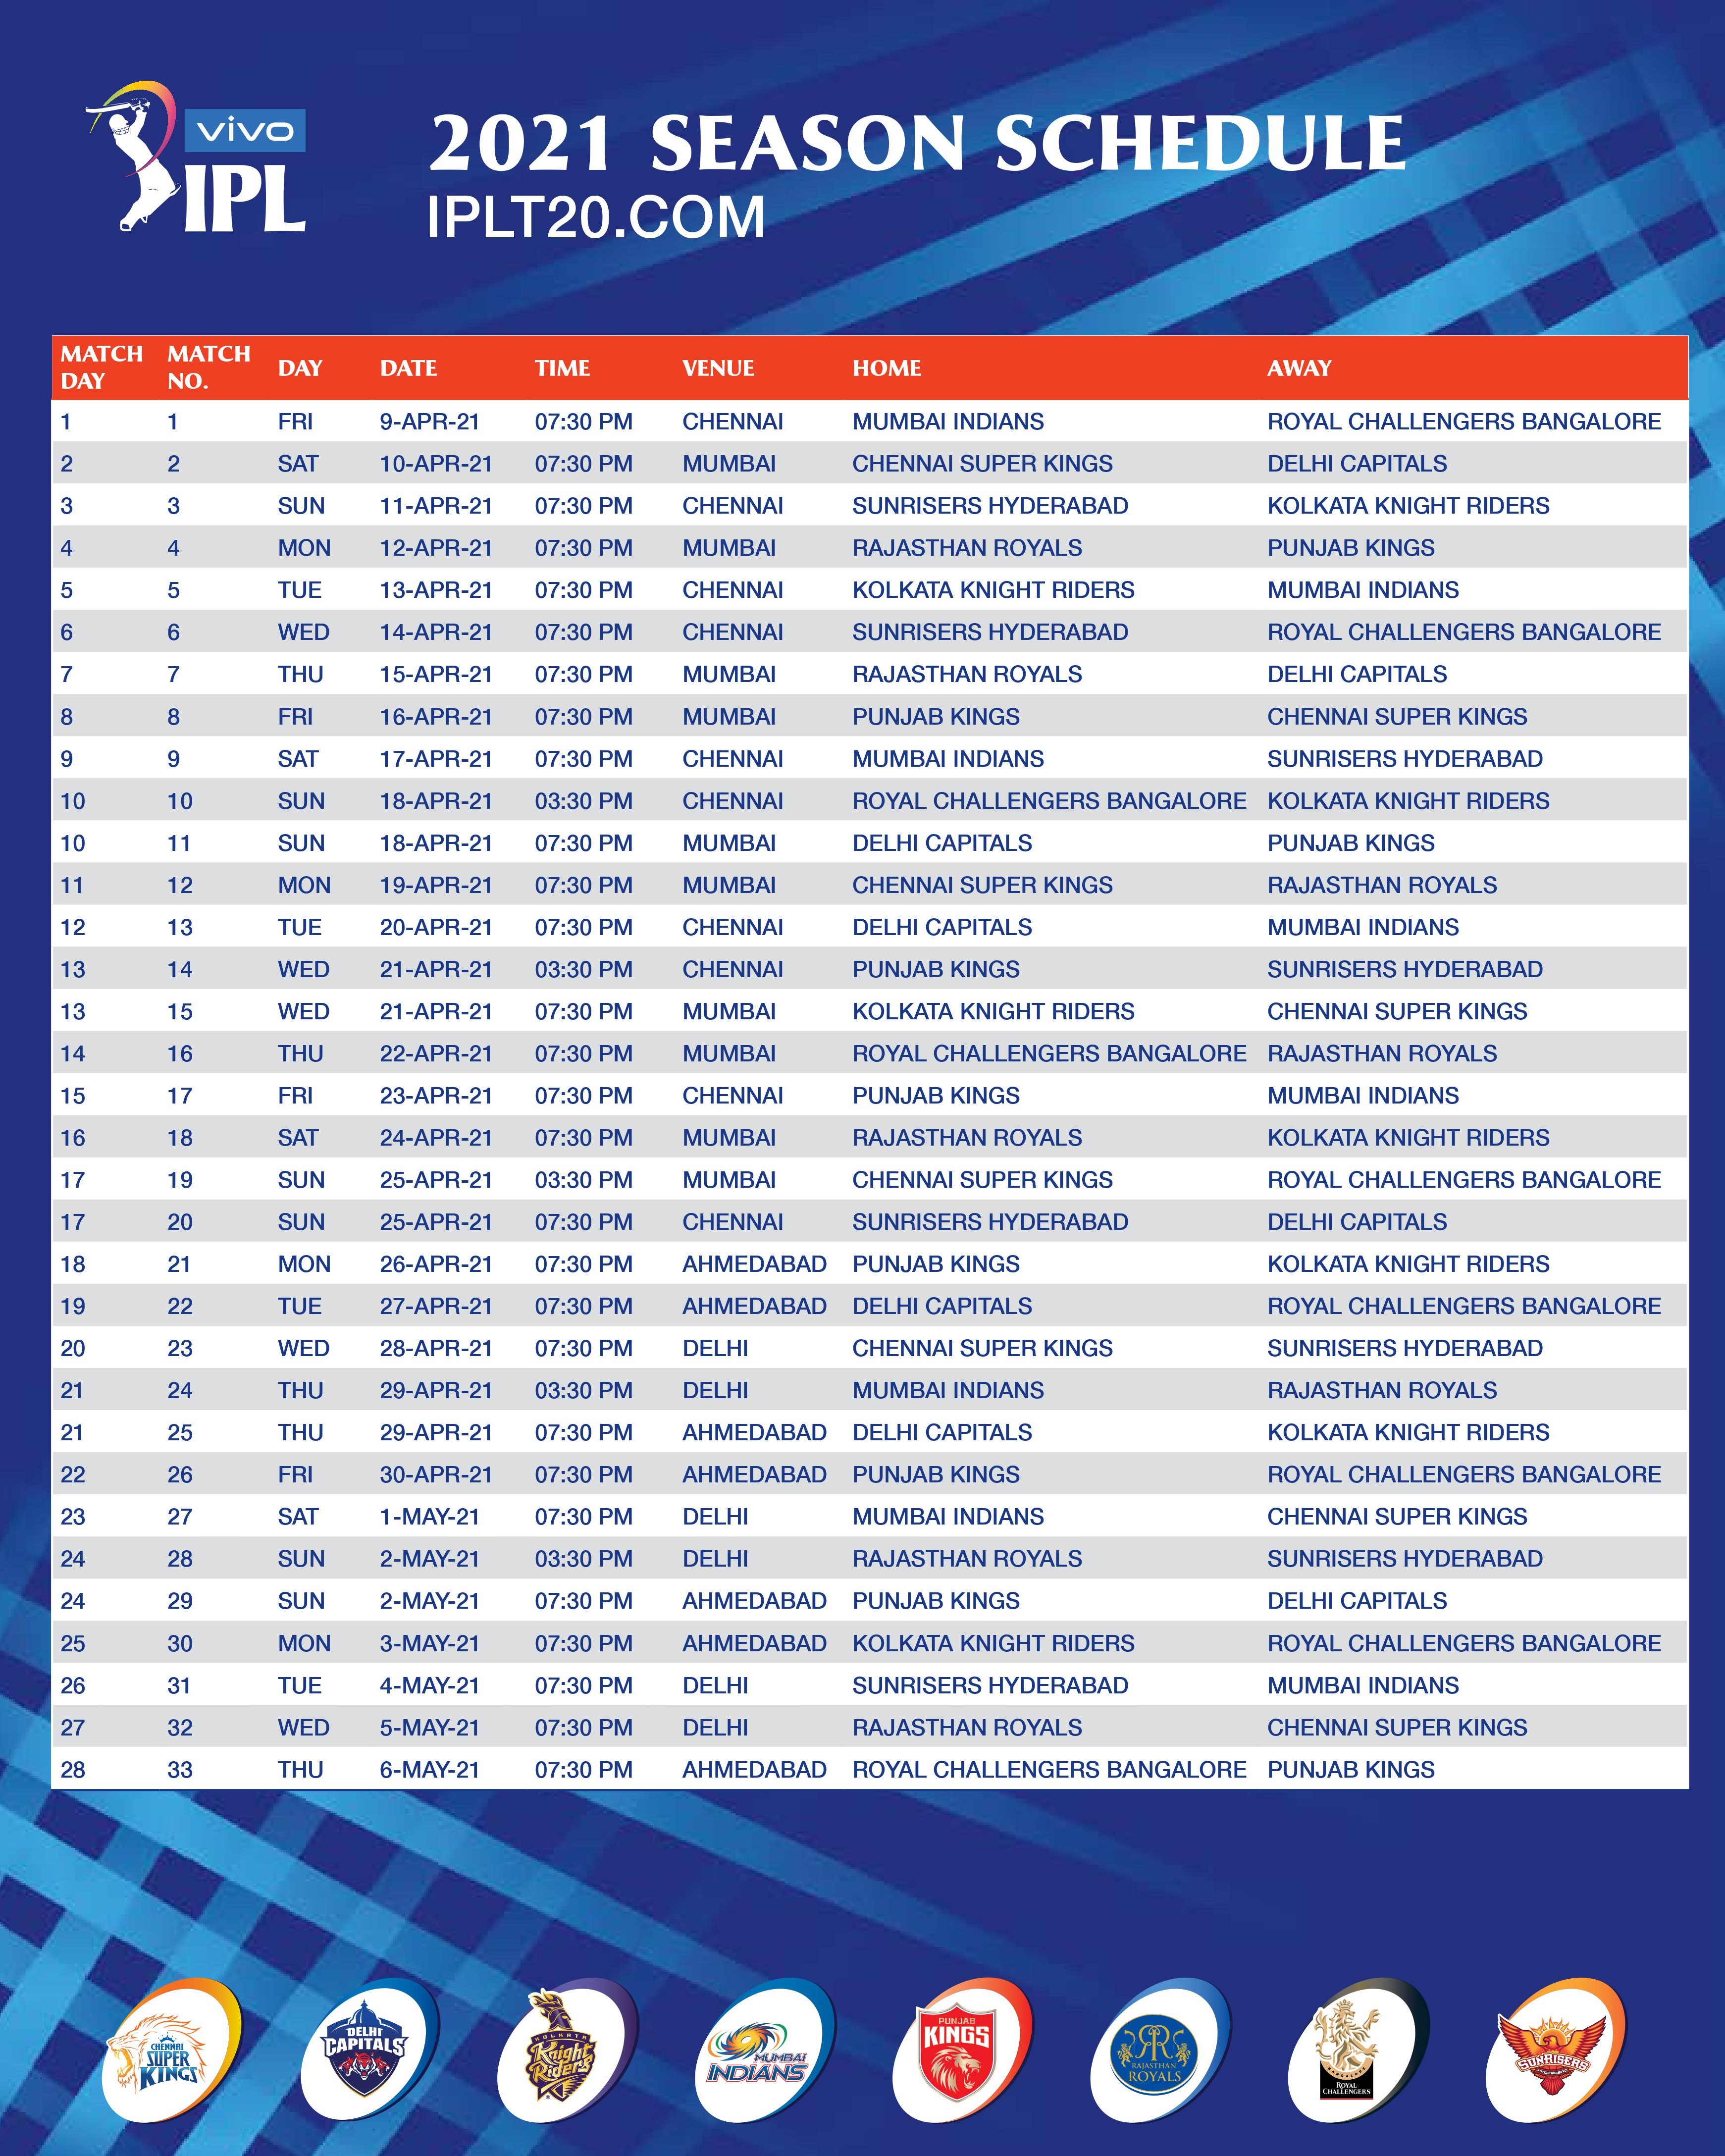 vivo
IPL
2021 SEASON SCHEDULE
IPLT20.COM
MATCH DAY MATCH NO. DAY DATE TIME VENUE HOME AWAY
1 1 FRI 9-APR-21 07:30 PM CHENNAI MUMBAI INDIANS ROYAL CHALLENGERS BANGALORE
2 2 SAT 10-APR-21 07:30 PM MUMBAI CHENNAI SUPER KINGS DELHI CAPITALS
3 3 SUN 11-APR-21 07:30 PM CHENNAI SUNRISERS HYDERABAD KOLKATA KNIGHT RIDERS
4 4 MON 12-APR-21 07:30 PM MUMBAI RAJASTHAN ROYALS PUNJAB KINGS
5 5 TUE 13-APR-21 07:30 PM CHENNAI KOLKATA KNIGHT RIDERS MUMBAI INDIANS
6 6 WED 14-APR-21 07:30 PM CHENNAI SUNRISERS HYDERABAD ROYAL CHALLENGERS BANGALORE
7 7 THU 15-APR-21 07:30 PM MUMBAI RAJASTHAN ROYALS DELHI CAPITALS
8 8 FRI 16-APR-21 07:30 PM MUMBAI PUNJAB KINGS CHENNAI SUPER KINGS
9 9 SAT 17-APR-21 07:30 PM CHENNAI MUMBAI INDIANS SUNRISERS HYDERABAD
10 10 SUN 18-APR-21 03:30 PM CHENNAI ROYAL CHALLENGERS BANGALORE KOLKATA KNIGHT RIDERS
10 11 SUN 18-APR-21 07:30 PM MUMBAI DELHI CAPITALS PUNJAB KINGS
11 12 MON 19-APR-21 07:30 PM MUMBAI CHENNAI SUPER KINGS RAJASTHAN ROYALS
12 13 TUE 20-APR-21 07:30 PM CHENNAI DELHI CAPITALS MUMBAI INDIANS
13 14 WED 21-APR-21 03:30 PM CHENNAI PUNJAB KINGS SUNRISERS HYDERABAD
13 15 WED 21-APR-21 07:30 PM MUMBAI KOLKATA KNIGHT RIDERS CHENNAI SUPER KINGS
14 16 THU 22-APR-21 07:30 PM MUMBAI ROYAL CHALLENGERS BANGALORE RAJASTHAN ROYALS
15 17 FRI 23-APR-21 07:30 PM CHENNAI PUNJAB KINGS MUMBAI INDIANS
16 18 SAT 24-APR-21 07:30 PM MUMBAI RAJASTHAN ROYALS KOLKATA KNIGHT RIDERS
17 19 SUN 25-APR-21 03:30 PM MUMBAI CHENNAI SUPER KINGS ROYAL CHALLENGERS BANGALORE
17 20 SUN 25-APR-21 07:30 PM CHENNAI SUNRISERS HYDERABAD DELHI CAPITALS
18 21 MON 26-APR-21 07:30 PM AHMEDABAD PUNJAB KINGS KOLKATA KNIGHT RIDERS
19 22 TUE 27-APR-21 07:30 PM AHMEDABAD DELHI CAPITALS ROYAL CHALLENGERS BANGALORE
20 23 WED 28-APR-21 07:30 PM DELHI CHENNAI SUPER KINGS SUNRISERS HYDERABAD
21 24 THU 29-APR-21 03:30 PM DELHI MUMBAI INDIANS RAJASTHAN ROYALS
21 25 THU 29-APR-21 07:30 PM AHMEDABAD DELHI CAPITALS KOLKATA KNIGHT RIDERS
22 26 FRI 30-APR-21 07:30 PM AHMEDABAD PUNJAB KINGS ROYAL CHALLENGERS BANGALORE
23 27 SAT 1-MAY-21 07:30 PM DELHI MUMBAI INDIANS CHENNAI SUPER KINGS
24 28 SUN 2-MAY-21 03:30 PM DELHI RAJASTHAN ROYALS SUNRISERS HYDERABAD
24 29 SUN 2-MAY-21 07:30 PM AHMEDABAD PUNJAB KINGS DELHI CAPITALS
25 30 MON 3-MAY-21 07:30 PM AHMEDABAD KOLKATA KNIGHT RIDERS ROYAL CHALLENGERS BANGALORE
26 31 TUE 4-MAY-21 07:30 PM DELHI SUNRISERS HYDERABAD MUMBAI INDIANS
27 32 WED 5-MAY-21 07:30 PM DELHI RAJASTHAN ROYALS CHENNAI SUPER KINGS
28 33 THU 6-MAY-21 07:30 PM AHMEDABAD ROYAL CHALLENGERS BANGALORE PUNJAB KINGS
CHENNAI
SUPER
KINGS
DELHI
CAPITALS
KOLKATA
Knight
Riders
MUMBAI
INDIANS
PUNJAB
KINGS
RAJASTHAN
ROYALS
ROYAL
CHALLENGERS
SUNRISERS